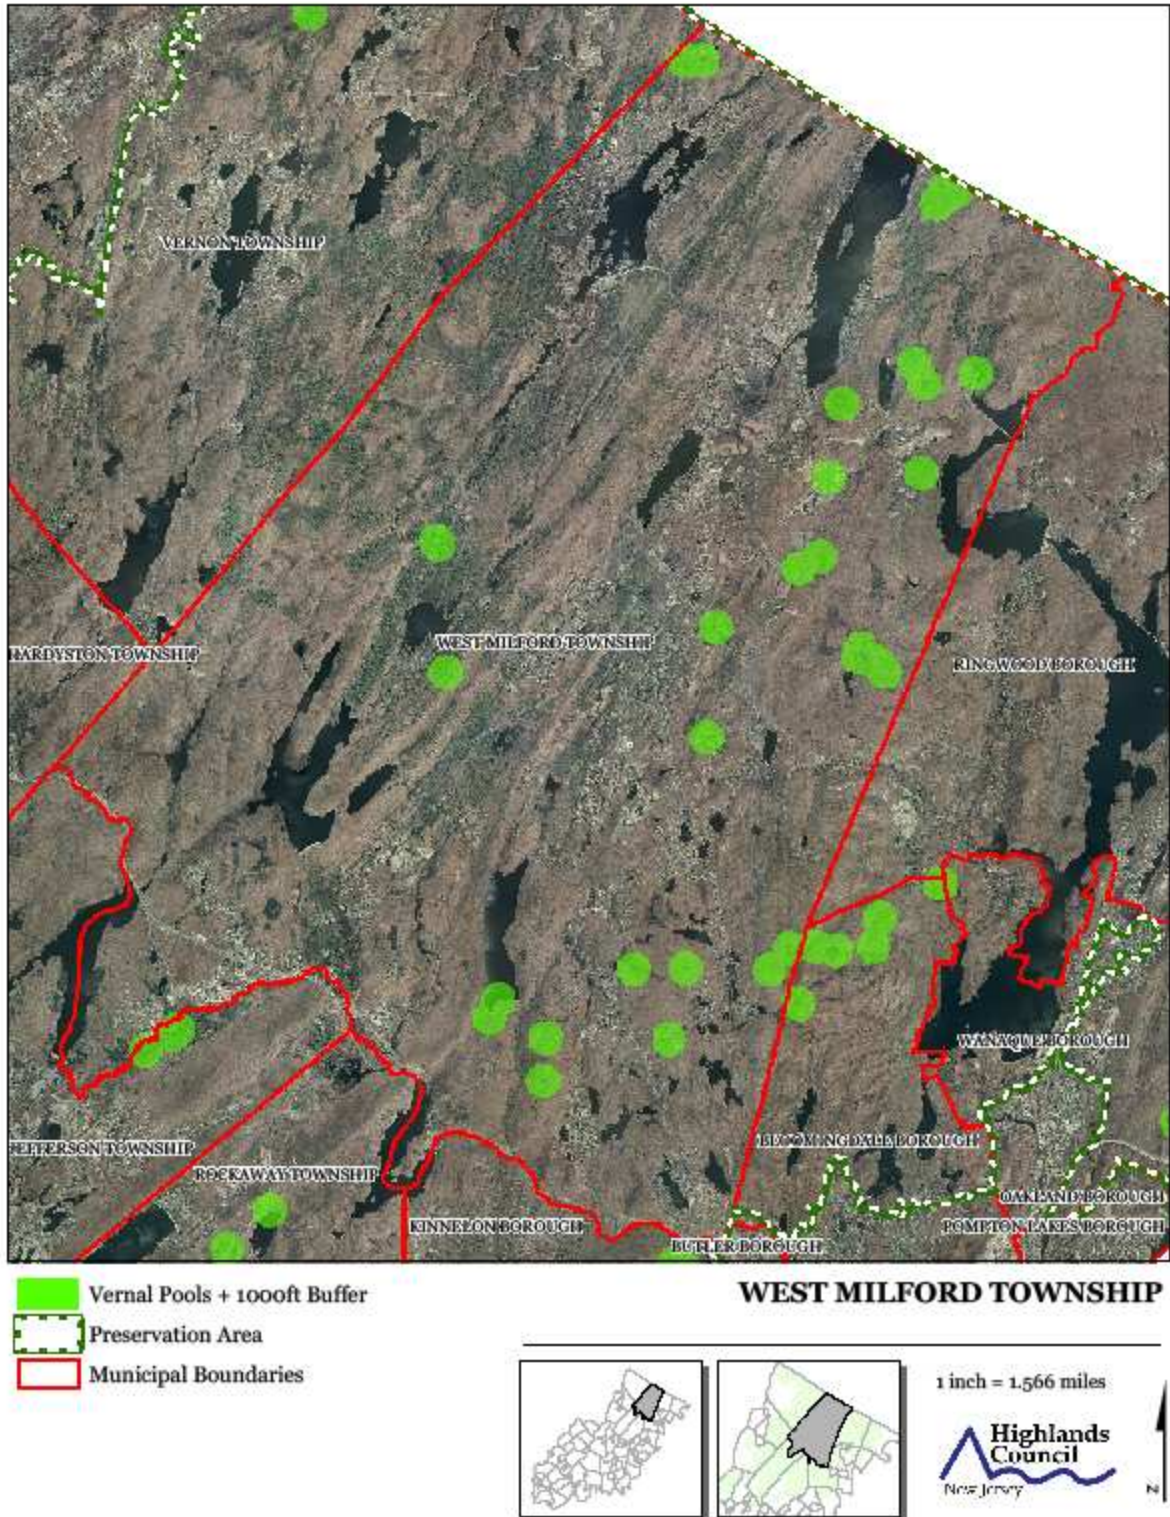 VERNON TOWNSHIP
WEST MILFORD TOWNSHIP
HARDYSTON TOWNSHIP
RINGWOOD BOROUGH
WANAQUE BOROUGH
JEFFERSON TOWNSHIP
BLOOMINGDALE BOROUGH
ROCKAWAY TOWNSHIP
OAKLAND BOROUGH
KINNELON BOROUGH
POMPTON LAKES BOROUGH
BUTLER BOROUGH
Vernal Pools + 1000ft Buffer
Preservation Area
Municipal Boundaries
WEST MILFORD TOWNSHIP
1 inch = 1.566 miles
Highlands
Council
New Jersey
N